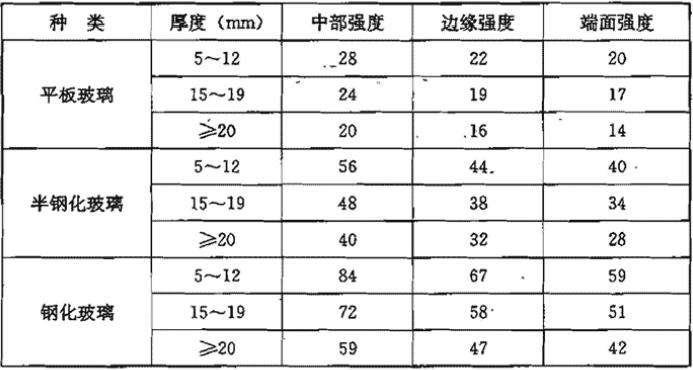 种 类 厚度（mm） 中部强度 边缘强度 端面强度
平板玻璃 5～12 28 22 20
15～19 24 19 17
≥20 20 16 14
半钢化玻璃 5～12 56 44 40
15～19 48 38 34
≥20 40 32 28
钢化玻璃 5～12 84 67 59
15～19 72 58 51
≥20 59 47 42